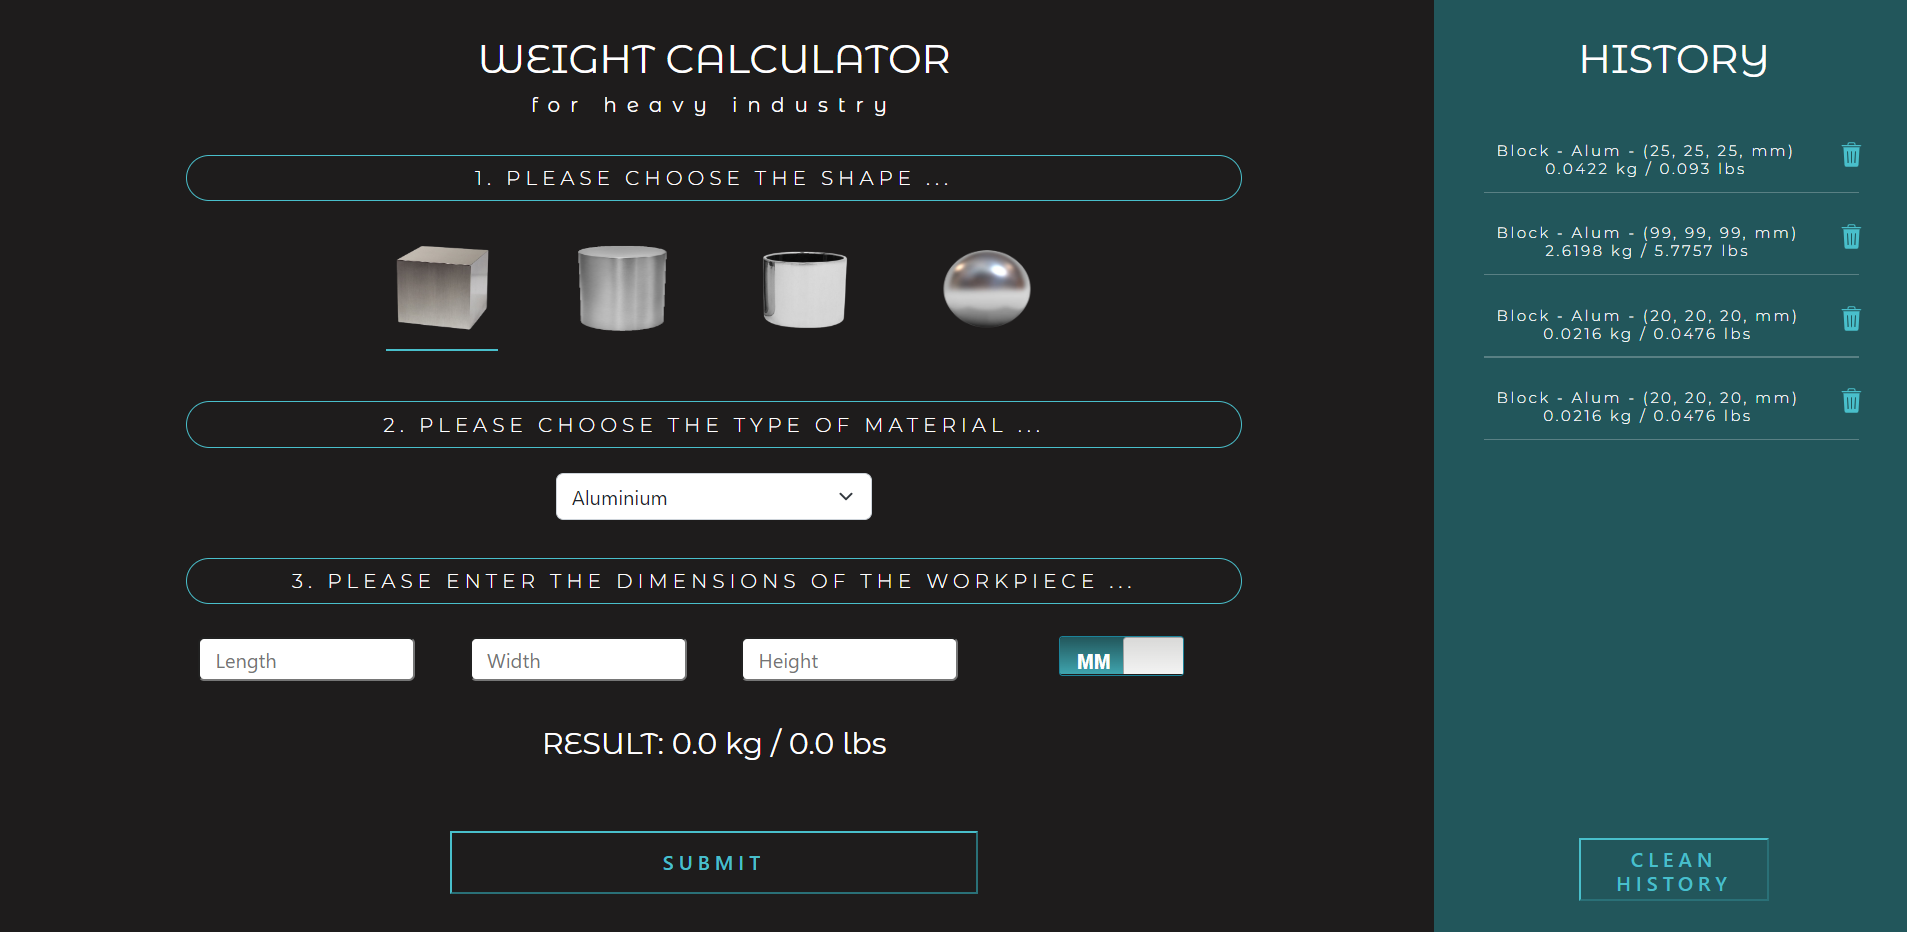 WEIGHT CALCULATOR
for heavy industry
1. PLEASE CHOOSE THE SHAPE ...
2. PLEASE CHOOSE THE TYPE OF MATERIAL ...
Aluminium
3. PLEASE ENTER THE DIMENSIONS OF THE WORKPIECE ...
Length
Width
Height
MM
RESULT: 0.0 kg / 0.0 lbs
SUBMIT
HISTORY
Block - Alum - (25, 25, 25, mm)
0.0422 kg / 0.093 lbs
Block - Alum - (99, 99, 99, mm)
2.6198 kg / 5.7757 lbs
Block - Alum - (20, 20, 20, mm)
0.0216 kg / 0.0476 lbs
Block - Alum - (20, 20, 20, mm)
0.0216 kg / 0.0476 lbs
CLEAN
HISTORY